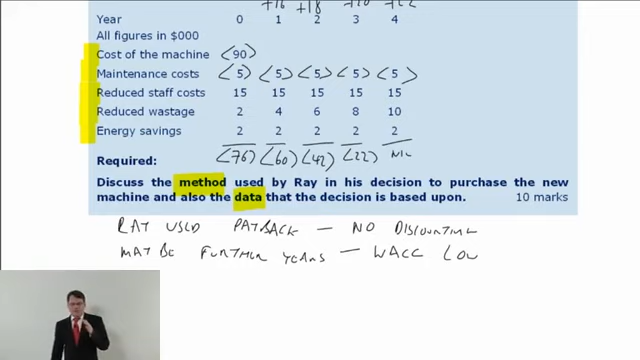 +16 +18
Year 0 1 2 3 4
All figures in $000
Cost of the machine <90>
Maintenance costs <5> <5> <5> <5> <5>
Reduced staff costs 15 15 15 15 15
Reduced wastage 2 4 6 8 10
Energy savings 2 2 2 2 2
<76> <60> <42> <22> NIL
Required:
Discuss the method used by Ray in his decision to purchase the new
machine and also the data that the decision is based upon. 10 marks
RAY USED PAYBACK – NO DISCOUNTING
MAY BE FURTHER YEARS – WACC LOW